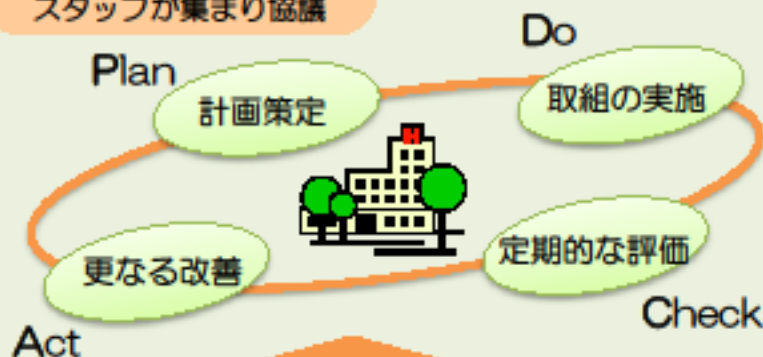 スタッフが集まり協議
Plan
計画策定
Do
取組の実施
定期的な評価
Check
更なる改善
Act
H